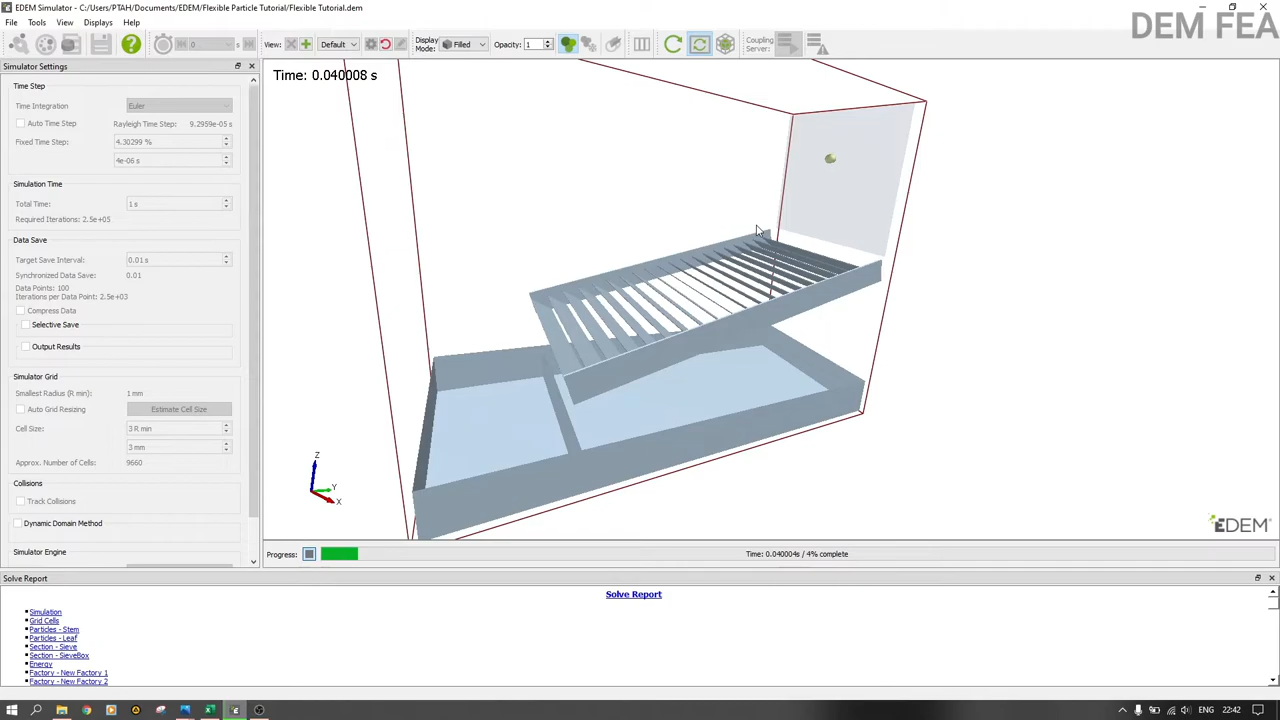 EDEM Simulator - C:/Users/PTAH/Documents/EDEM/Flexible Particle Tutorial/Flexible Tutorial.dem
File Tools View Displays Help
DEM FEA
0 s View: Default Display Mode: Filled Opacity: 1 Coupling Server:
Simulator Settings
Time: 0.040008 s
Time Step
Time Integration Euler
Auto Time Step Rayleigh Time Step: 9.2959e-05 s
Fixed Time Step: 4.30299 %
4e-06 s
Simulation Time
Total Time: 1 s
Required Iterations: 2.5e+05
Data Save
Target Save Interval: 0.01 s
Synchronized Data Save: 0.01
Data Points: 100
Iterations per Data Point: 2.5e+03
Compress Data
Selective Save
Output Results
Simulator Grid
Smallest Radius (R min): 1 mm
Auto Grid Resizing Estimate Cell Size
Cell Size: 3 R min
3 mm
Approx. Number of Cells: 9660
Collisions
Track Collisions
Dynamic Domain Method
Simulator Engine
Z
Y
X
EDEM
Progress: Time: 0.040004s / 4% complete
Solve Report
Solve Report
Simulation
Grid Cells
Particles - Stem
Particles - Leaf
Section - Sieve
Section - SieveBox
Energy
Factory - New Factory 1
Factory - New Factory 2
ENG 22:42